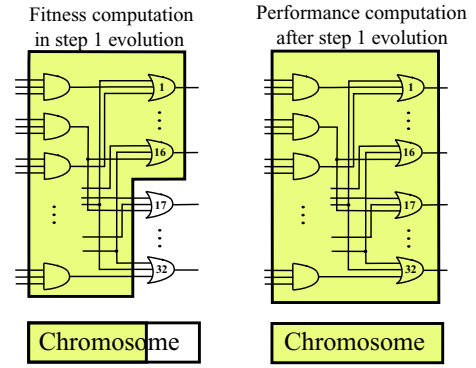 Fitness computation
in step 1 evolution
1
⋮
16
17
⋮
⋮
32
Chromosome
Performance computation
after step 1 evolution
1
⋮
16
17
⋮
⋮
32
Chromosome